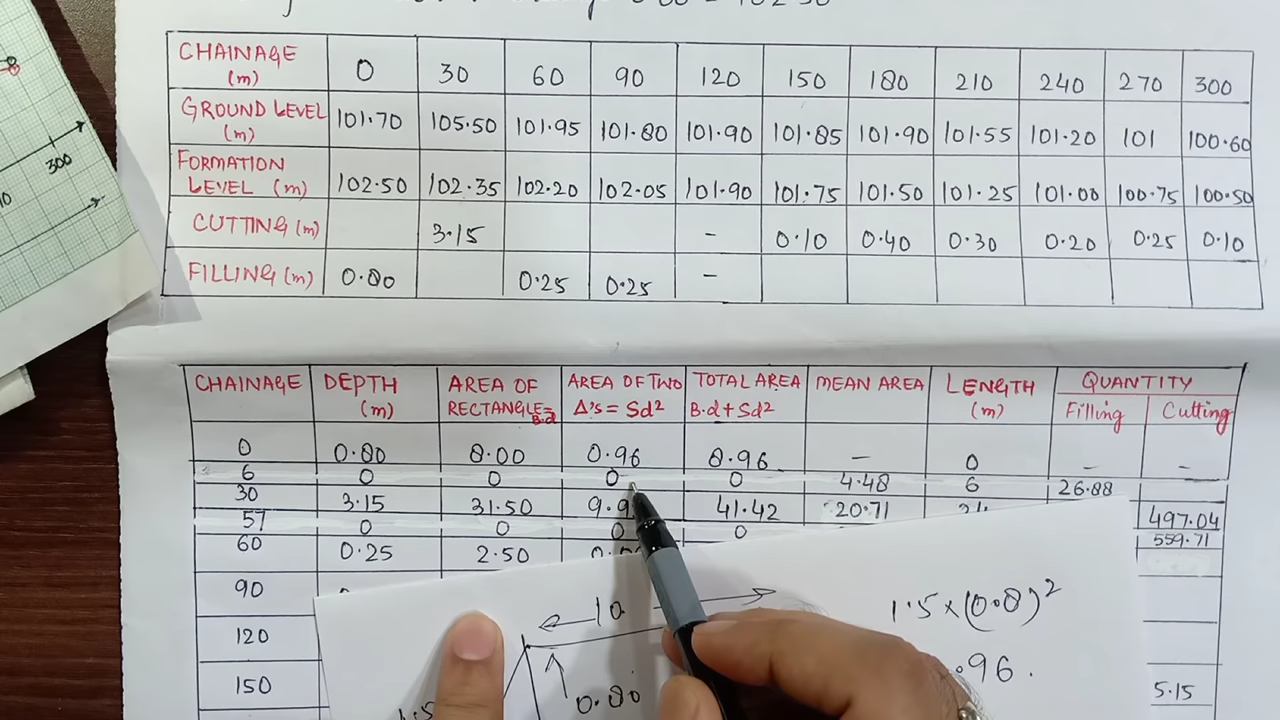 CHAINAGE (m) 0 30 60 90 120 150 180 210 240 270 300
GROUND LEVEL (m) 101.70 105.50 101.95 101.80 101.90 101.85 101.90 101.55 101.20 101 100.60
FORMATION LEVEL (m) 102.50 102.35 102.20 102.05 101.90 101.75 101.50 101.25 101.00 100.75 100.50
CUTTING (m) 3.15 - 0.10 0.40 0.30 0.20 0.25 0.10
FILLING (m) 0.80 0.25 0.25 -
300
CHAINAGE DEPTH (m) AREA OF RECTANGLE = B.d AREA OF TWO Δ'S = Sd² TOTAL AREA B.d + Sd² MEAN AREA LENGTH (m) QUANTITY Filling Cutting
0 0.80 8.00 0.96 8.96 - 0 - -
6 0 0 0 0 4.48 6 26.88
30 3.15 31.50 9.9 41.42 20.71 497.04
57 0 0 0 0 559.71
60 0.25 2.50
90
120
150 5.15
10
0.80
1.5 × (0.8)²
.96.